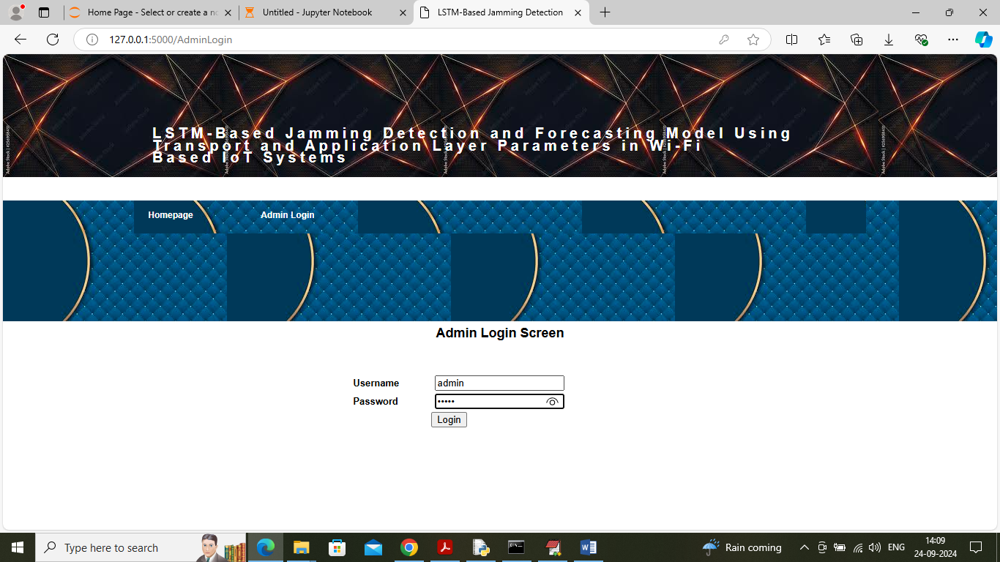 Home Page - Select or create a no
Untitled - Jupyter Notebook
LSTM-Based Jamming Detection
127.0.0.1:5000/AdminLogin
LSTM-Based Jamming Detection and Forecasting Model Using
Transport and Application Layer Parameters in Wi-Fi
Based IoT Systems
Homepage
Admin Login
Admin Login Screen
Username admin
Password •••••
Login
Type here to search
Rain coming
ENG
14:09
24-09-2024